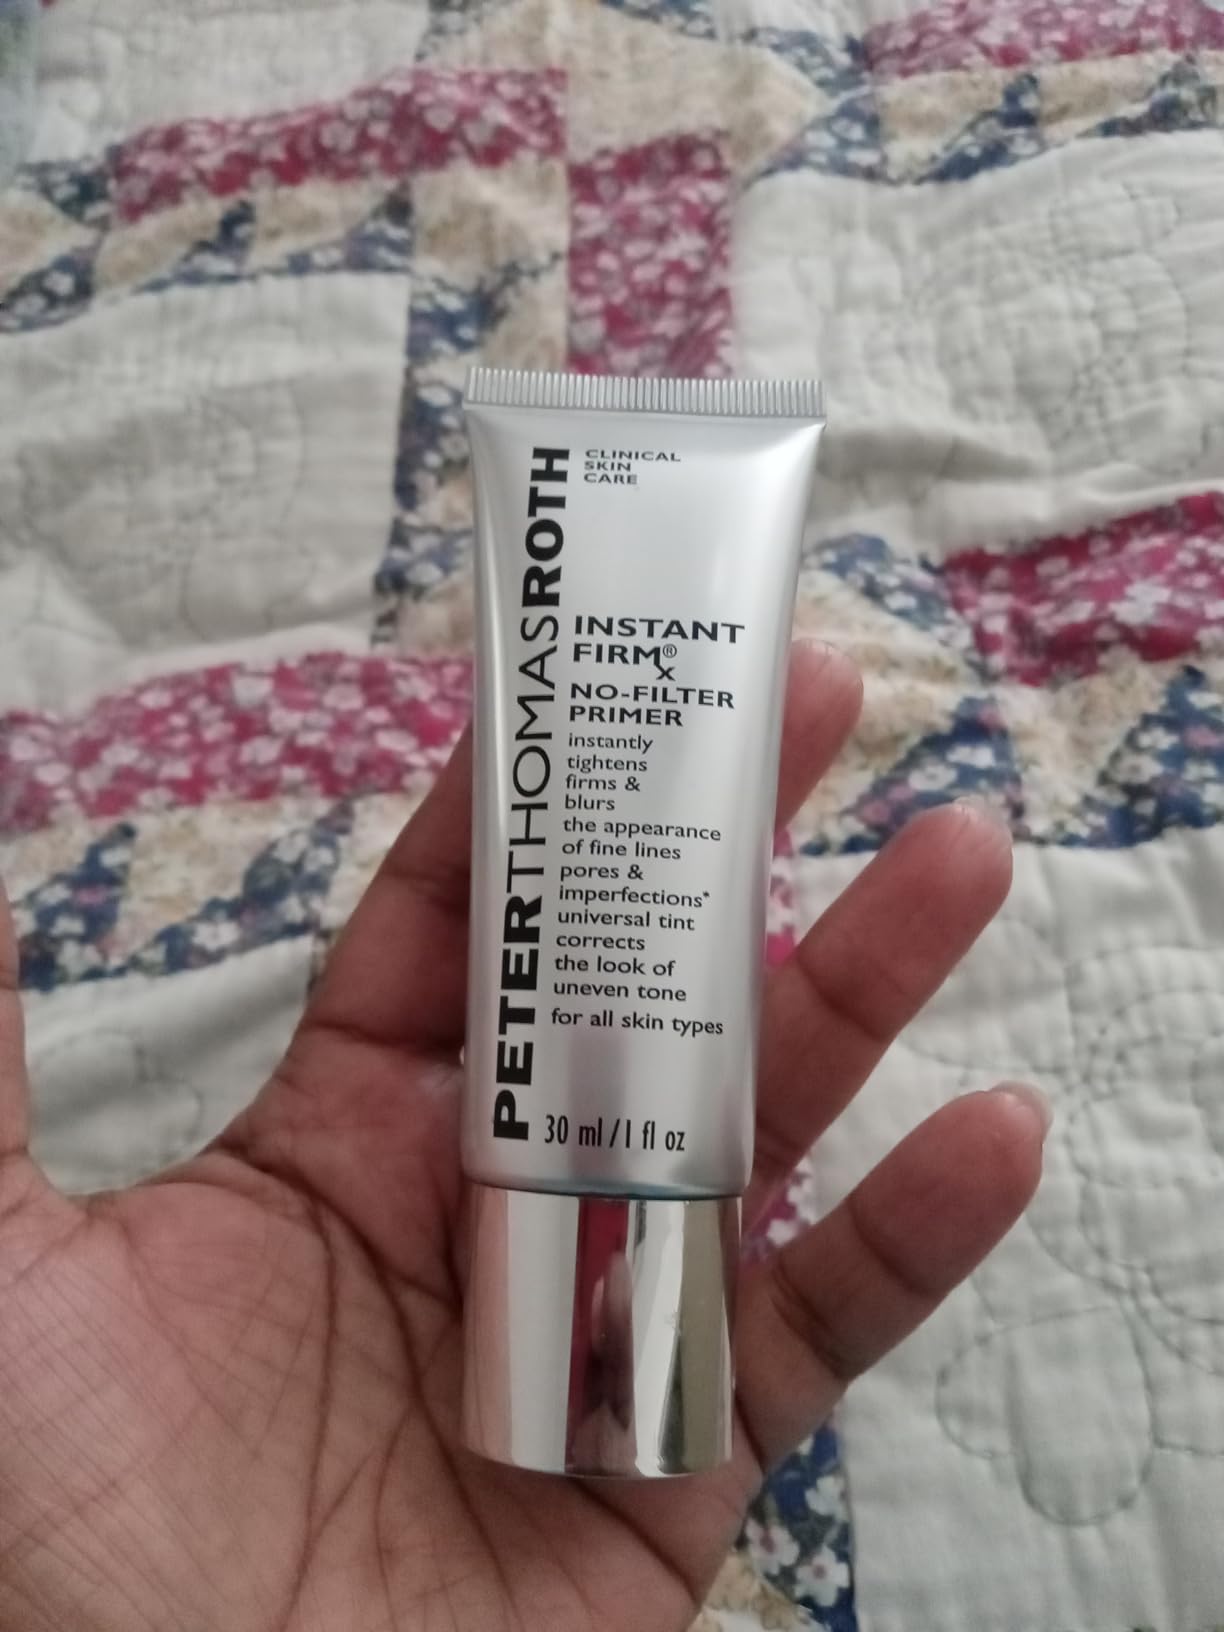 PETERTHOMASROTH
CLINICAL
SKIN
CARE
INSTANT
FIRMx®
NO-FILTER
PRIMER
instantly
tightens
firms &
blurs
the appearance
of fine lines
pores &
imperfections*
universal tint
corrects
the look of
uneven tone
for all skin types
30 ml / 1 fl oz